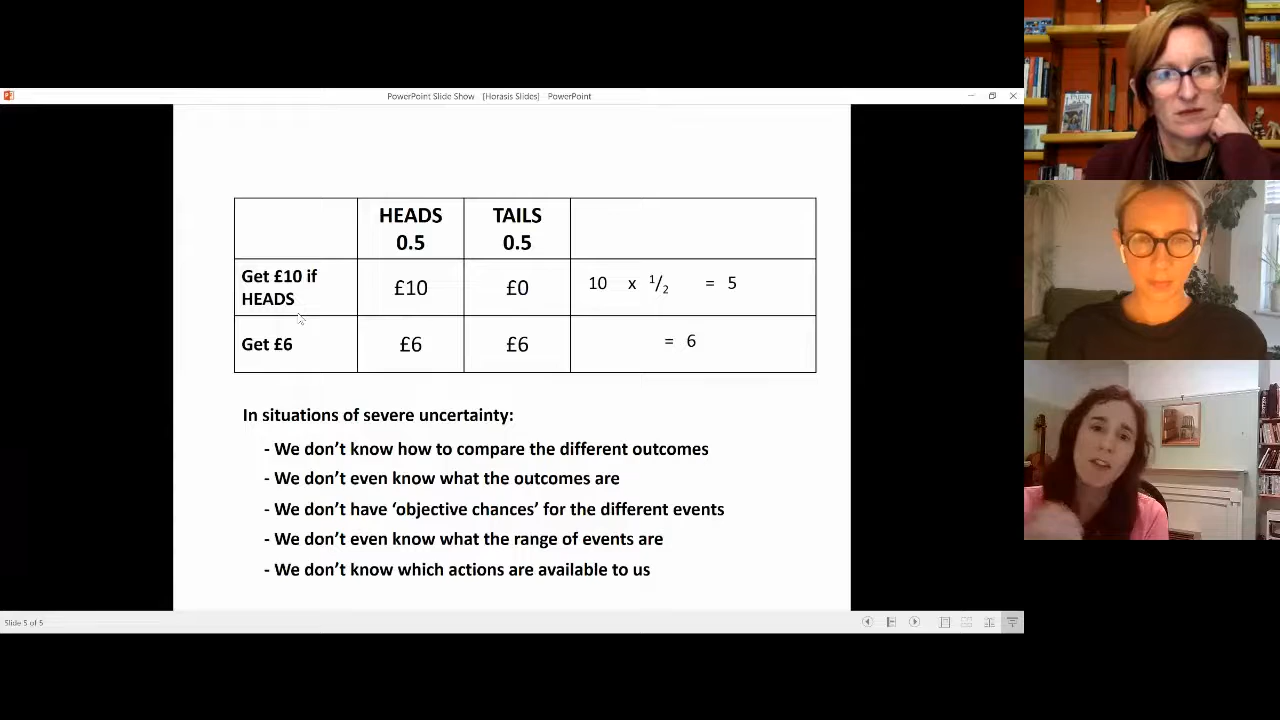 PowerPoint Slide Show [Horasis Slides] PowerPoint
HEADS TAILS
0.5 0.5
Get £10 if HEADS £10 £0 10 x 1/2 = 5
Get £6 £6 £6 = 6
In situations of severe uncertainty:
- We don't know how to compare the different outcomes
- We don't even know what the outcomes are
- We don't have 'objective chances' for the different events
- We don't even know what the range of events are
- We don't know which actions are available to us
Slide 5 of 5